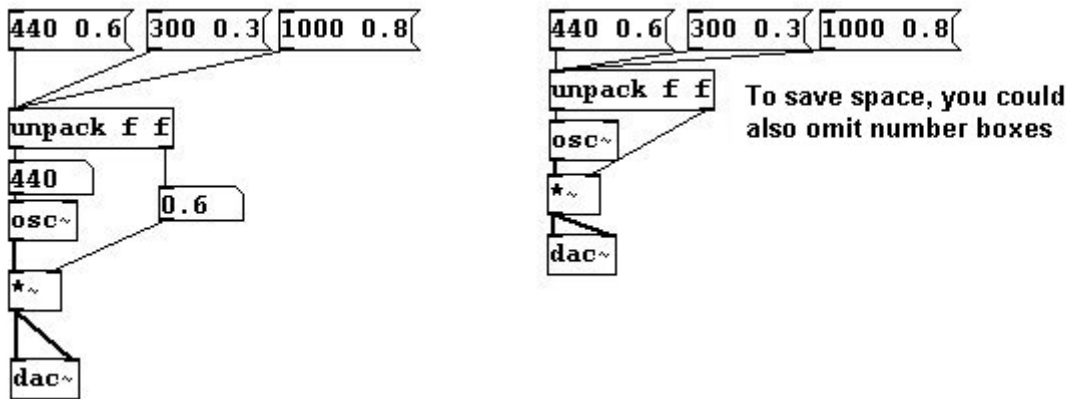 440 0.6 300 0.3 1000 0.8
unpack f f
440
0.6
osc~
*~
dac~
440 0.6 300 0.3 1000 0.8
unpack f f
osc~
*~
dac~
To save space, you could
also omit number boxes